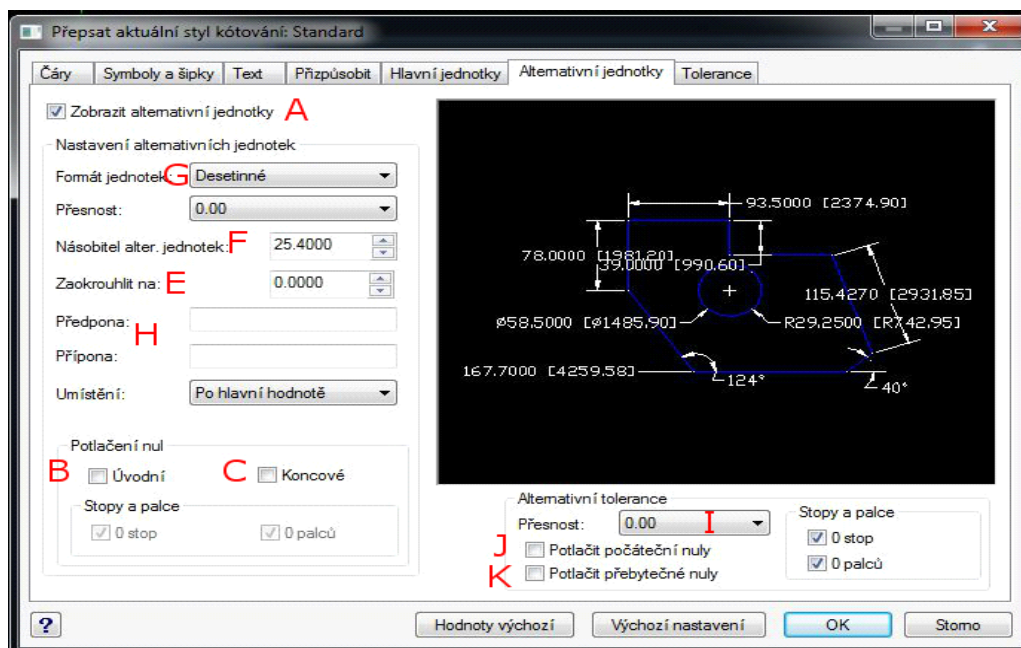 Přepsat aktuální styl kótování: Standard
Čáry Symboly a šipky Text Přizpůsobit Hlavní jednotky Alternativní jednotky Tolerance
Zobrazit alternativní jednotky A
Nastavení alternativních jednotek
Formát jednotek: G Desetinné
Přesnost: 0.00
Násobitel alter. jednotek: F 25.4000
Zaokrouhlit na: E 0.0000
Předpona:
H
Přípona:
Umístění: Po hlavní hodnotě
Potlačení nul
B Úvodní C Koncové
Stopy a palce
0 stop 0 palců
93.5000 [2374.90]
78.0000 [1981.20]
39.0000 [990.60]
115.4270 [2931.85]
ø58.5000 [ø1485.90] R29.2500 [R742.95]
167.7000 [4259.58] 124° 40°
Alternativní tolerance
Přesnost: 0.00 I
J Potlačit počáteční nuly
K Potlačit přebytečné nuly
Stopy a palce
0 stop
0 palců
? Hodnoty výchozí Výchozí nastavení OK Storno